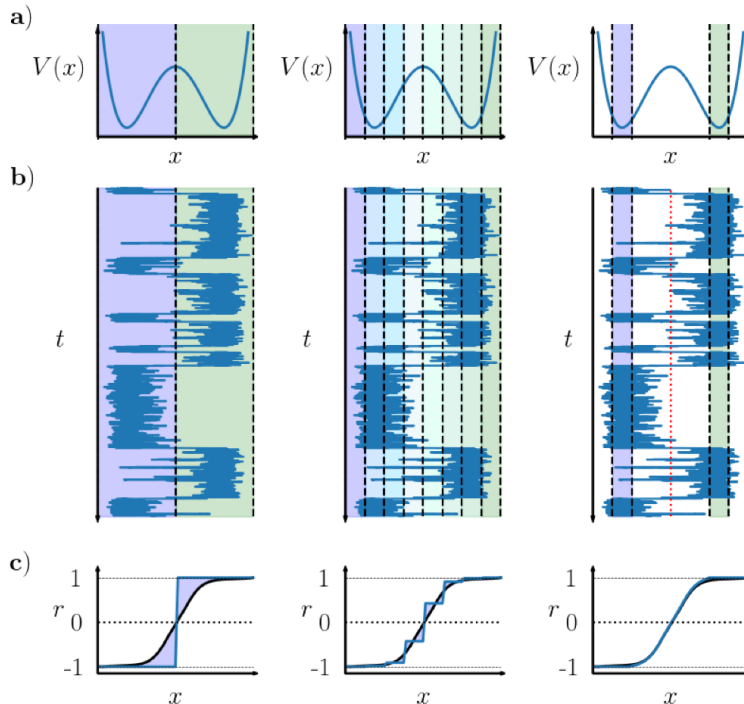 a)
V(x) V(x) V(x)
x x x
b)
t t t
x x x
c)
1 1 1
r 0 r 0 r 0
-1 -1 -1
x x x